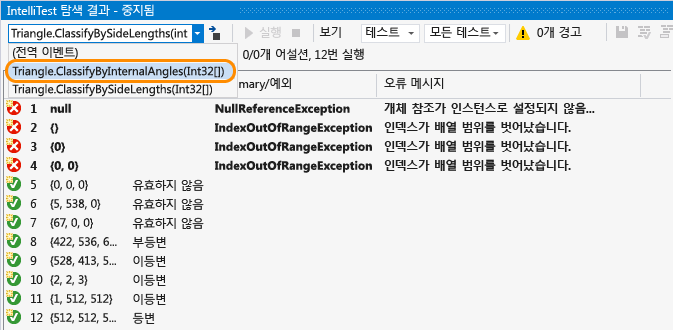 IntelliTest 탐색 결과 - 중지됨
Triangle.ClassifyBySideLengths(int 실행 보기 테스트 모든 테스트 0개 경고
(전역 이벤트) 0/0개 어설션, 12번 실행
Triangle.ClassifyByInternalAngles(Int32[])
mary/예외 오류 메시지
Triangle.ClassifyBySideLengths(Int32[])
1 null NullReferenceException 개체 참조가 인스턴스로 설정되지 않음...
2 {} IndexOutOfRangeException 인덱스가 배열 범위를 벗어났습니다.
3 {0} IndexOutOfRangeException 인덱스가 배열 범위를 벗어났습니다.
4 {0, 0} IndexOutOfRangeException 인덱스가 배열 범위를 벗어났습니다.
5 {0, 0, 0} 유효하지 않음
6 {5, 538, 0} 유효하지 않음
7 {67, 0, 0} 유효하지 않음
8 {422, 536, 6... 부등변
9 {528, 413, 5... 이등변
10 {2, 2, 3} 이등변
11 {1, 512, 512} 이등변
12 {512, 512, 5... 등변